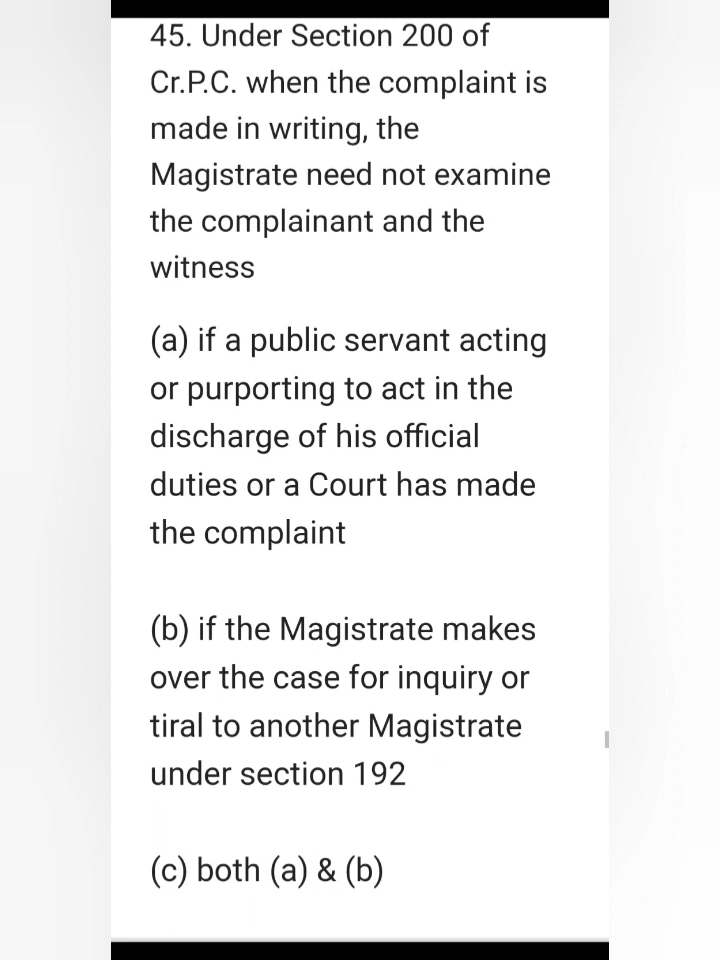 45. Under Section 200 of
Cr.P.C. when the complaint is
made in writing, the
Magistrate need not examine
the complainant and the
witness
(a) if a public servant acting
or purporting to act in the
discharge of his official
duties or a Court has made
the complaint
(b) if the Magistrate makes
over the case for inquiry or
tiral to another Magistrate
under section 192
(c) both (a) & (b)